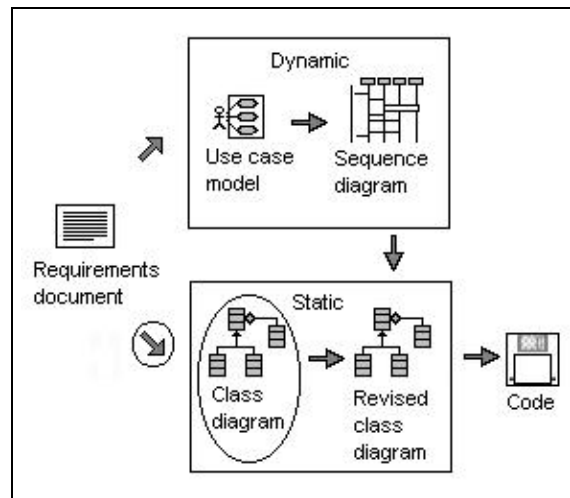 Dynamic
Use case
model
Sequence
diagram
Requirements
document
Static
Class
diagram
Revised
class
diagram
Code